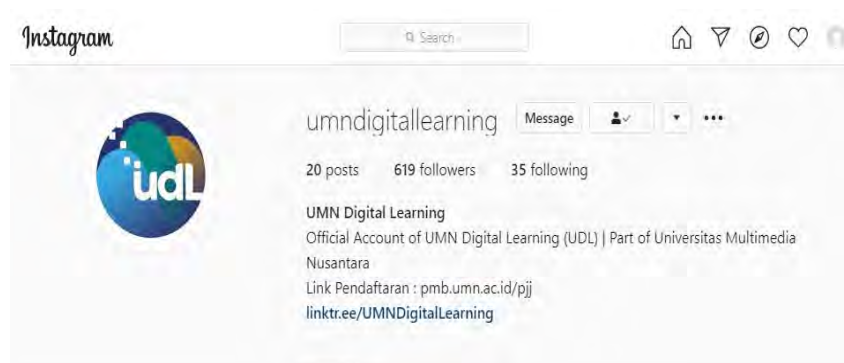 Instagram
Search
udL
umndigitallearning Message
20 posts 619 followers 35 following
UMN Digital Learning
Official Account of UMN Digital Learning (UDL) | Part of Universitas Multimedia
Nusantara
Link Pendaftaran : pmb.umn.ac.id/pjj
linktr.ee/UMNDigitalLearning